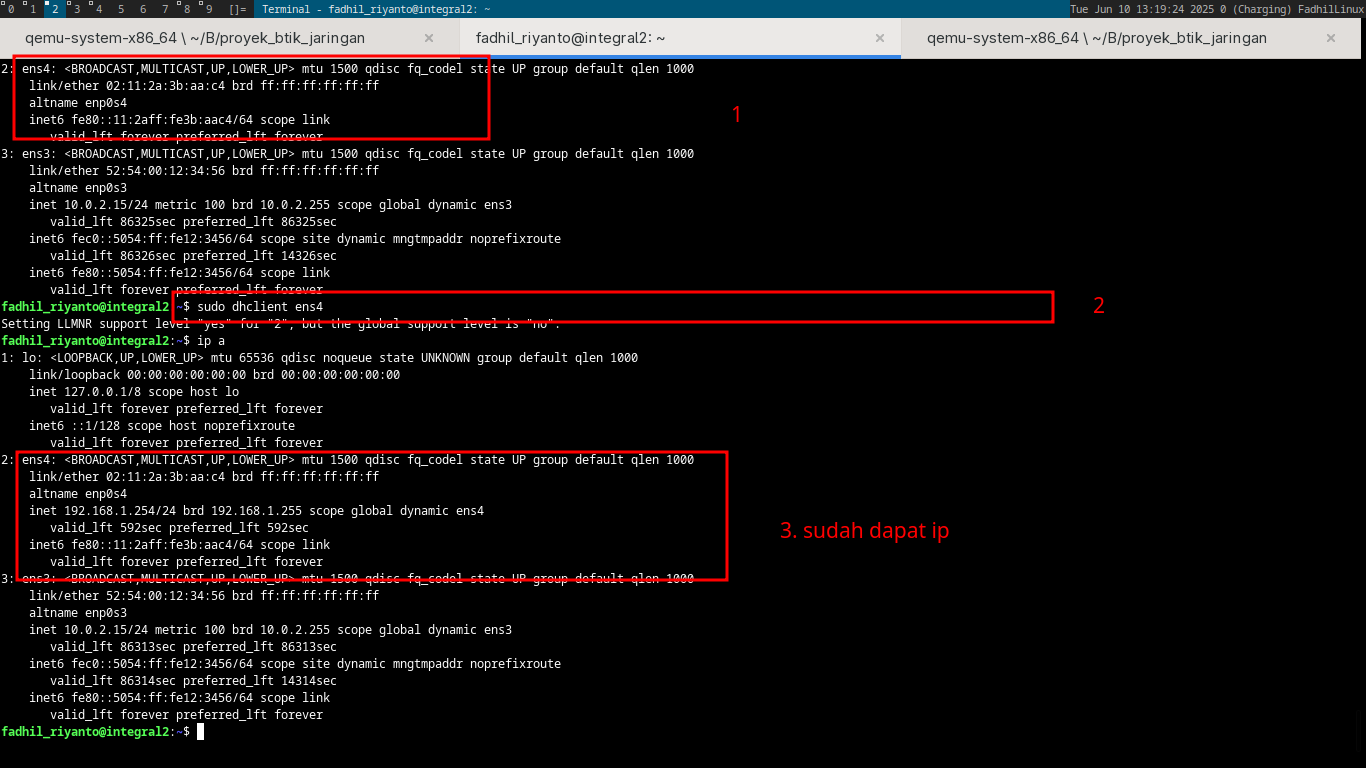 0 1 2 3 4 5 6 7 8 9 []= Terminal - fadhil_riyanto@integral2: ~ Tue Jun 10 13:19:24 2025 0 (Charging) FadhilLinux
qemu-system-x86_64 \ ~/B/proyek_btik_jaringan × fadhil_riyanto@integral2: ~ × qemu-system-x86_64 \ ~/B/proyek_btik_jaringan ×
2: ens4: <BROADCAST,MULTICAST,UP,LOWER_UP> mtu 1500 qdisc fq_codel state UP group default qlen 1000
link/ether 02:11:2a:3b:aa:c4 brd ff:ff:ff:ff:ff:ff
altname enp0s4
1
inet6 fe80::11:2aff:fe3b:aac4/64 scope link
valid_lft forever preferred_lft forever
3: ens3: <BROADCAST,MULTICAST,UP,LOWER_UP> mtu 1500 qdisc fq_codel state UP group default qlen 1000
link/ether 52:54:00:12:34:56 brd ff:ff:ff:ff:ff:ff
altname enp0s3
inet 10.0.2.15/24 metric 100 brd 10.0.2.255 scope global dynamic ens3
valid_lft 86325sec preferred_lft 86325sec
inet6 fec0::5054:ff:fe12:3456/64 scope site dynamic mngtmpaddr noprefixroute
valid_lft 86326sec preferred_lft 14326sec
inet6 fe80::5054:ff:fe12:3456/64 scope link
valid_lft forever preferred_lft forever
fadhil_riyanto@integral2:~$ sudo dhclient ens4
2
Setting LLMNR support level "yes" for "2", but the global support level is "no".
fadhil_riyanto@integral2:~$ ip a
1: lo: <LOOPBACK,UP,LOWER_UP> mtu 65536 qdisc noqueue state UNKNOWN group default qlen 1000
link/loopback 00:00:00:00:00:00 brd 00:00:00:00:00:00
inet 127.0.0.1/8 scope host lo
valid_lft forever preferred_lft forever
inet6 ::1/128 scope host noprefixroute
valid_lft forever preferred_lft forever
2: ens4: <BROADCAST,MULTICAST,UP,LOWER_UP> mtu 1500 qdisc fq_codel state UP group default qlen 1000
link/ether 02:11:2a:3b:aa:c4 brd ff:ff:ff:ff:ff:ff
altname enp0s4
inet 192.168.1.254/24 brd 192.168.1.255 scope global dynamic ens4
valid_lft 592sec preferred_lft 592sec
3. sudah dapat ip
inet6 fe80::11:2aff:fe3b:aac4/64 scope link
valid_lft forever preferred_lft forever
3: ens3: <BROADCAST,MULTICAST,UP,LOWER_UP> mtu 1500 qdisc fq_codel state UP group default qlen 1000
link/ether 52:54:00:12:34:56 brd ff:ff:ff:ff:ff:ff
altname enp0s3
inet 10.0.2.15/24 metric 100 brd 10.0.2.255 scope global dynamic ens3
valid_lft 86313sec preferred_lft 86313sec
inet6 fec0::5054:ff:fe12:3456/64 scope site dynamic mngtmpaddr noprefixroute
valid_lft 86314sec preferred_lft 14314sec
inet6 fe80::5054:ff:fe12:3456/64 scope link
valid_lft forever preferred_lft forever
fadhil_riyanto@integral2:~$